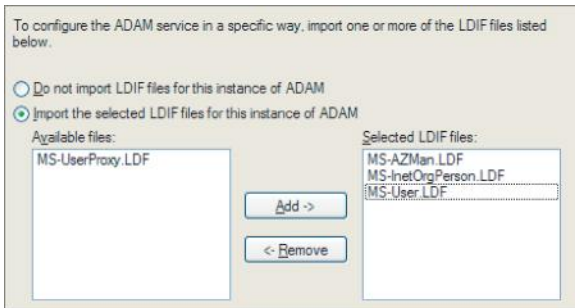 To configure the ADAM service in a specific way, import one or more of the LDIF files listed
below.
Do not import LDIF files for this instance of ADAM
Import the selected LDIF files for this instance of ADAM
Available files:
MS-UserProxy.LDF
Add ->
<- Remove
Selected LDIF files:
MS-AZMan.LDF
MS-InetOrgPerson.LDF
MS-User.LDF